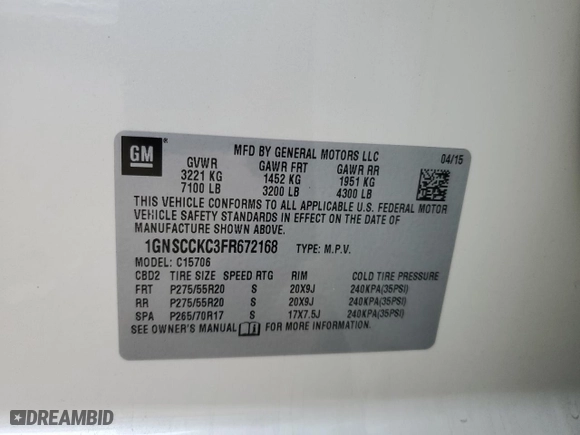 GM
MFD BY GENERAL MOTORS LLC
04/15
GVWR GAWR FRT GAWR RR
3221 KG 1452 KG 1951 KG
7100 LB 3200 LB 4300 LB
THIS VEHICLE CONFORMS TO ALL APPLICABLE U.S. FEDERAL MOTOR
VEHICLE SAFETY STANDARDS IN EFFECT ON THE DATE OF
MANUFACTURE SHOWN ABOVE.
1GNSCCKC3FR672168 TYPE: M.P.V.
MODEL: C15706
CBD2 TIRE SIZE SPEED RTG RIM COLD TIRE PRESSURE
FRT P275/55R20 S 20X9J 240KPA(35PSI)
RR P275/55R20 S 20X9J 240KPA(35PSI)
SPA P265/70R17 S 17X7.5J 240KPA(35PSI)
SEE OWNER'S MANUAL FOR MORE INFORMATION.
DREAMBID